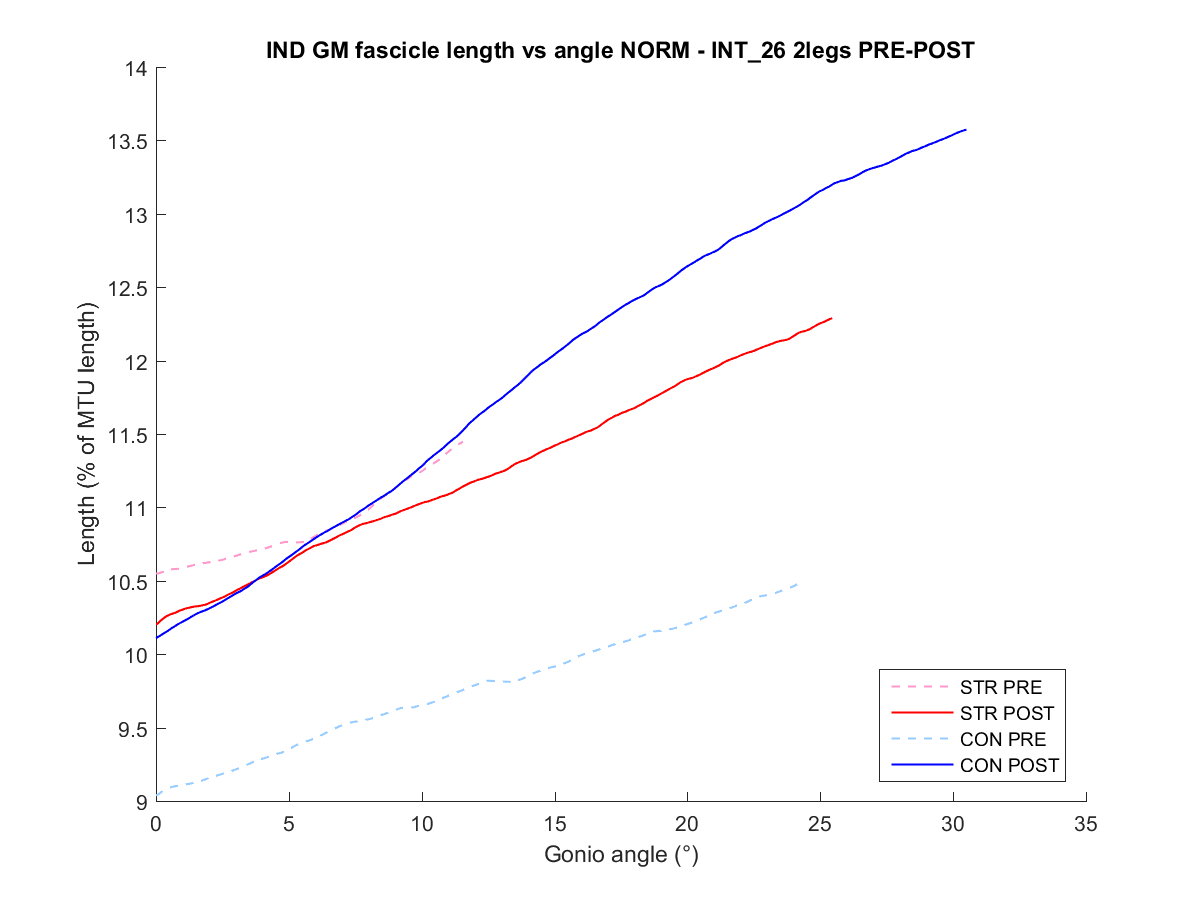 IND GM fascicle length vs angle NORM - INT_26 2legs PRE-POST
14
13.5
13
12.5
12
11.5
11
10.5
10
9.5
9
Length (% of MTU length)
0 5 10 15 20 25 30 35
Gonio angle (°)
STR PRE
STR POST
CON PRE
CON POST